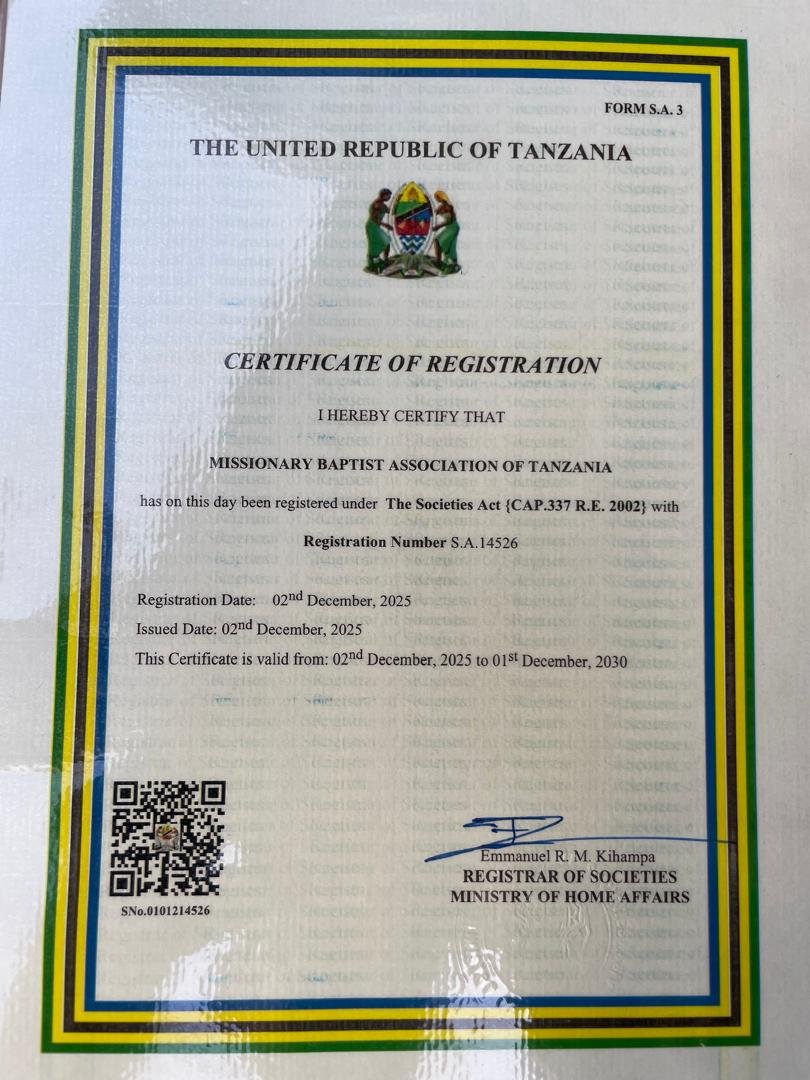 FORM S.A. 3
THE UNITED REPUBLIC OF TANZANIA
CERTIFICATE OF REGISTRATION
I HEREBY CERTIFY THAT
MISSIONARY BAPTIST ASSOCIATION OF TANZANIA
has on this day been registered under The Societies Act {CAP.337 R.E. 2002} with
Registration Number S.A.14526
Registration Date: 02nd December, 2025
Issued Date: 02nd December, 2025
This Certificate is valid from: 02nd December, 2025 to 01st December, 2030
SNo.0101214526
Emmanuel R. M. Kihampa
REGISTRAR OF SOCIETIES
MINISTRY OF HOME AFFAIRS